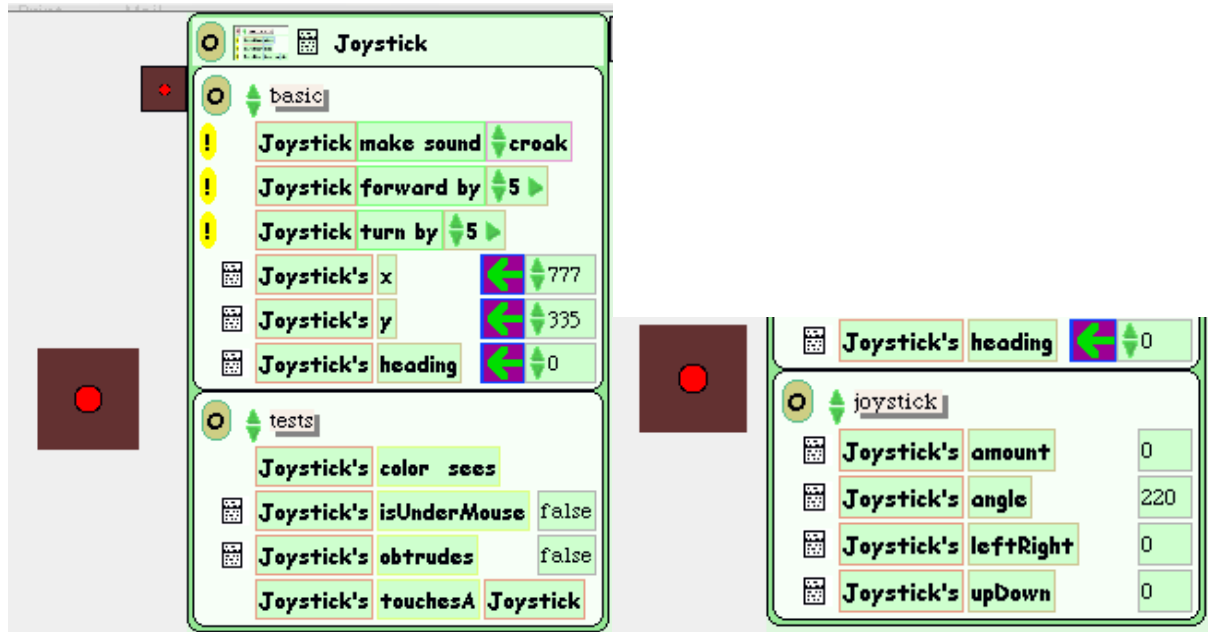 Joystick
basic
! Joystick make sound croak
! Joystick forward by 5
! Joystick turn by 5
Joystick's x 777
Joystick's y 335
Joystick's heading 0
tests
Joystick's color sees
Joystick's isUnderMouse false
Joystick's obtrudes false
Joystick's touchesA Joystick
Joystick's heading 0
joystick
Joystick's amount 0
Joystick's angle 220
Joystick's leftRight 0
Joystick's upDown 0